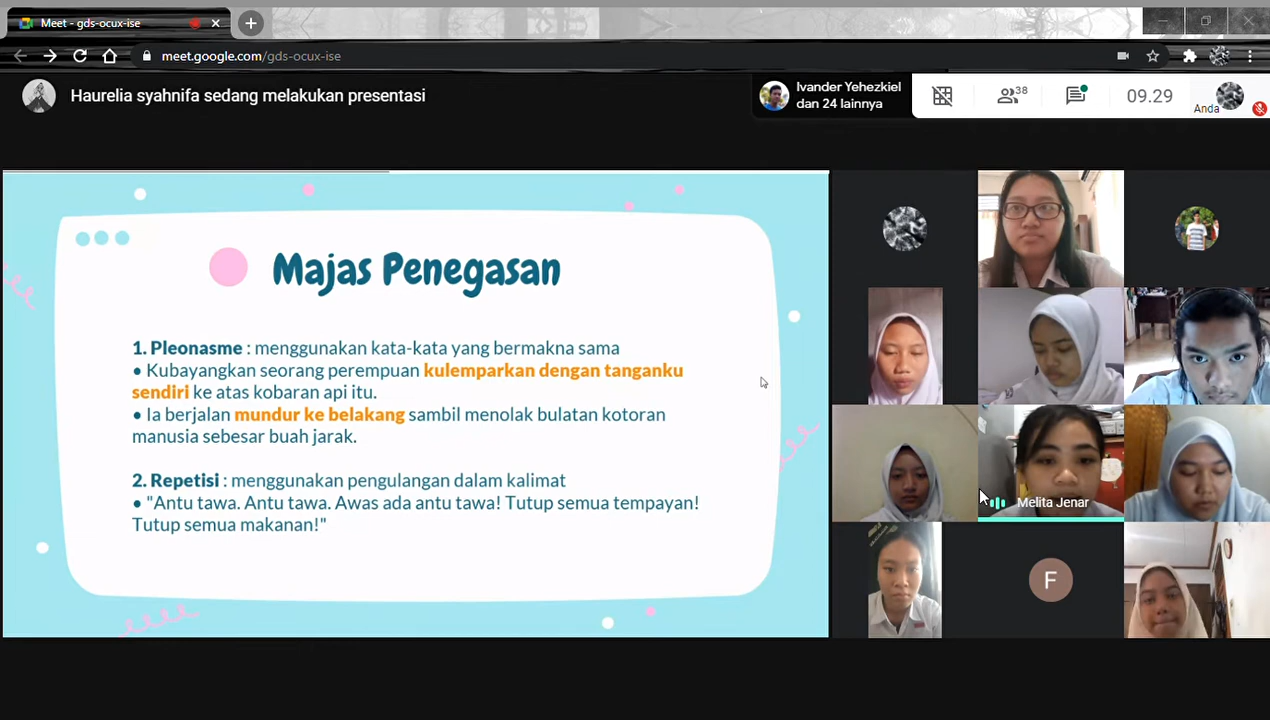 Meet - gds-ocux-ise
meet.google.com/gds-ocux-ise
Haurelia syahnifa sedang melakukan presentasi
Ivander Yehezkiel
dan 24 lainnya
38
09.29
Anda
Majas Penegasan
1. Pleonasme : menggunakan kata-kata yang bermakna sama
• Kubayangkan seorang perempuan kulemparkan dengan tanganku
sendiri ke atas kobaran api itu.
• Ia berjalan mundur ke belakang sambil menolak bulatan kotoran
manusia sebesar buah jarak.
2. Repetisi : menggunakan pengulangan dalam kalimat
• "Antu tawa. Antu tawa. Awas ada antu tawa! Tutup semua tempayan!
Tutup semua makanan!"
Melita Jenar
F